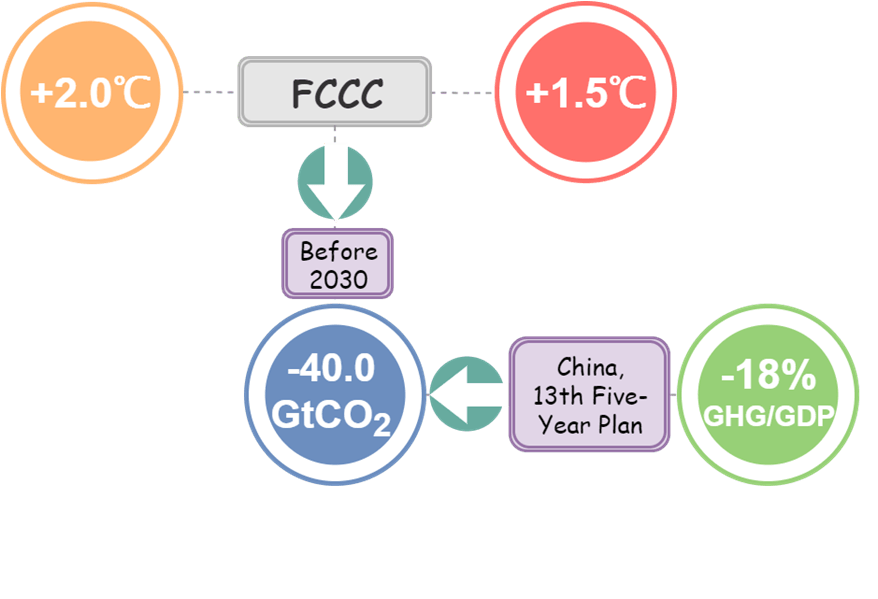 +2.0℃
FCCC
+1.5℃
Before
2030
-40.0
GtCO₂
China,
13th Five-
Year Plan
-18%
GHG/GDP